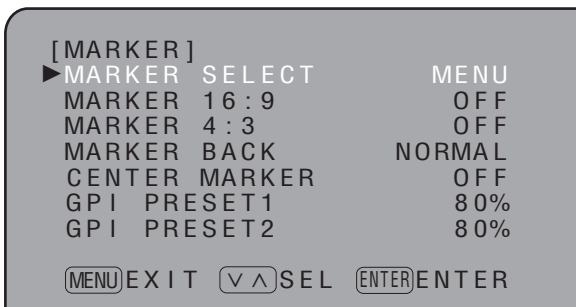 [MARKER]
▶MARKER SELECT MENU
MARKER 16:9 OFF
MARKER 4:3 OFF
MARKER BACK NORMAL
CENTER MARKER OFF
GPI PRESET1 80%
GPI PRESET2 80%
MENU EXIT ∨∧ SEL ENTER ENTER